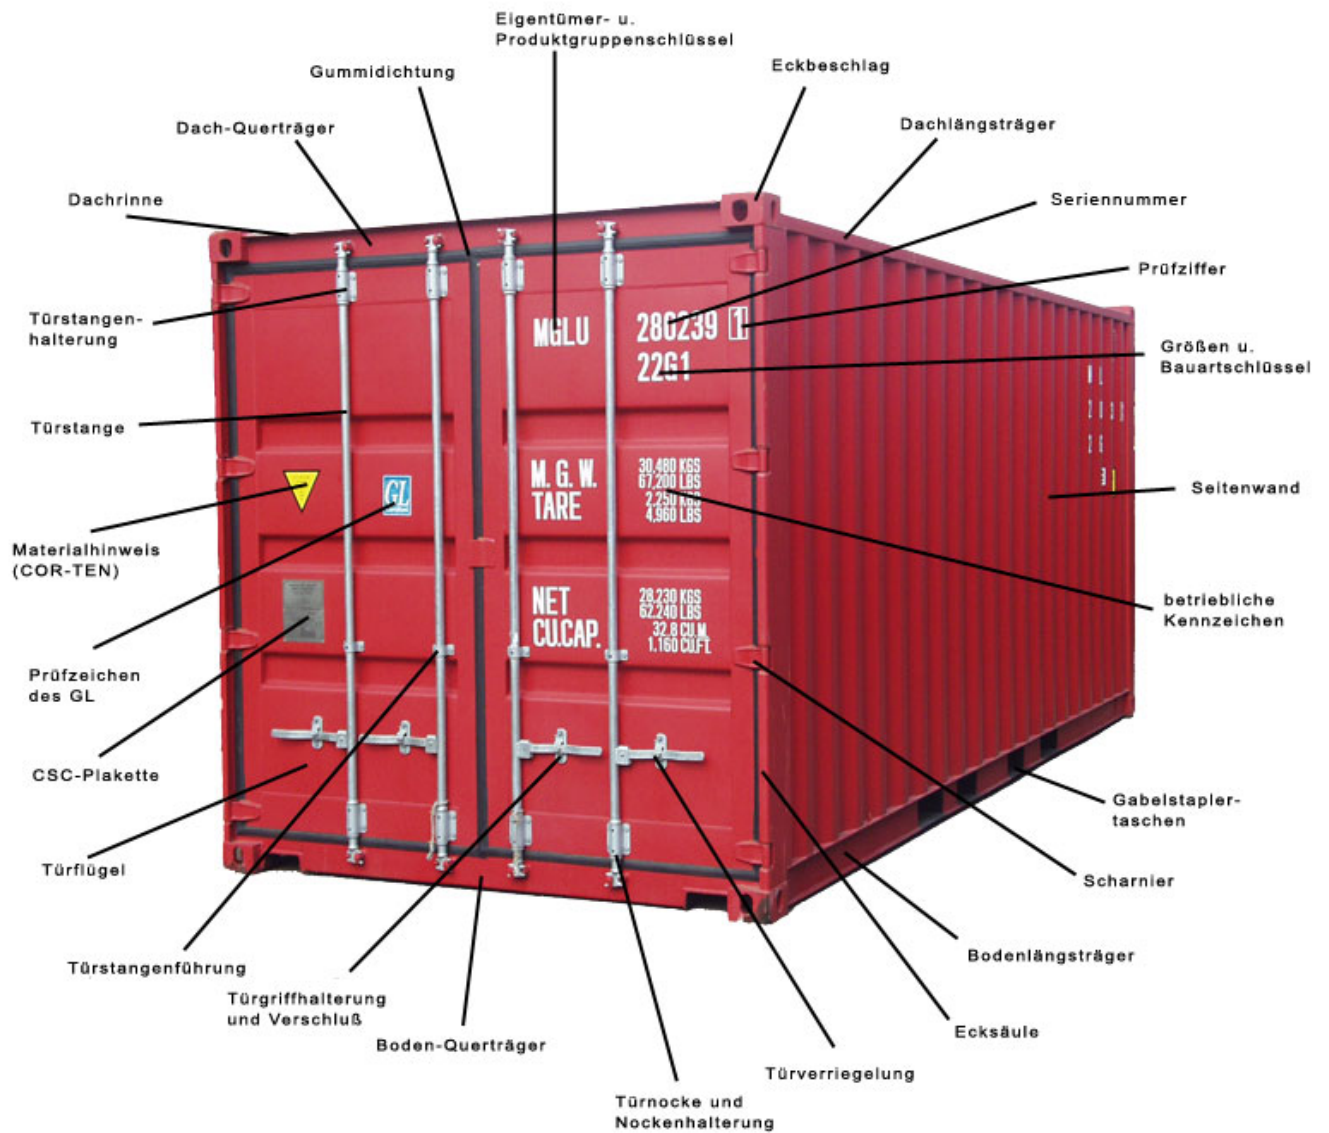 Eigentümer- u.
Produktgruppenschlüssel
Gummidichtung
Eckbeschlag
Dach-Querträger
Dachlängsträger
Dachrinne
Seriennummer
Prüfziffer
Türstangen-
halterung
MGLU 280239 1
22G1
Größen u.
Bauartschlüssel
Türstange
M. G. W. 30,480 KGS
67,200 LBS
TARE 2,250 KGS
4,960 LBS
GL
Seitenwand
Materialhinweis
(COR-TEN)
NET 28,230 KGS
62,240 LBS
CU.CAP. 32.8 CU.M.
1.160 CU.FT.
betriebliche
Kennzeichen
Prüfzeichen
des GL
CSC-Plakette
Gabelstapler-
taschen
Türflügel
Scharnier
Türstangenführung
Bodenlängsträger
Türgriffhalterung
und Verschluß
Boden-Querträger
Ecksäule
Türverriegelung
Türnocke und
Nockenhalterung